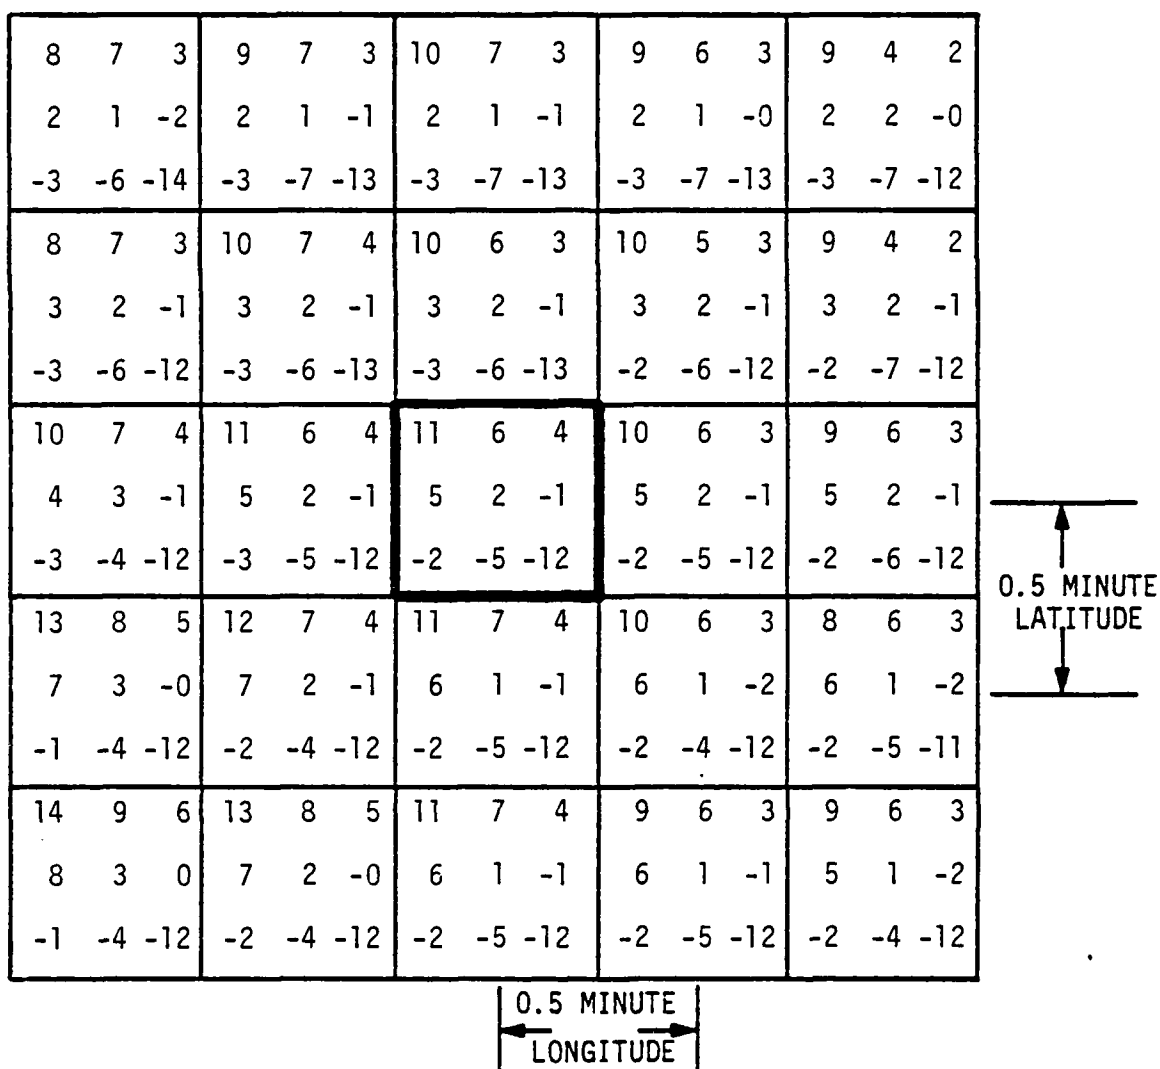 8 7 3 9 7 3 10 7 3 9 6 3 9 4 2
2 1 -2 2 1 -1 2 1 -1 2 1 -0 2 2 -0
-3 -6 -14 -3 -7 -13 -3 -7 -13 -3 -7 -13 -3 -7 -12
8 7 3 10 7 4 10 6 3 10 5 3 9 4 2
3 2 -1 3 2 -1 3 2 -1 3 2 -1 3 2 -1
-3 -6 -12 -3 -6 -13 -3 -6 -13 -2 -6 -12 -2 -7 -12
10 7 4 11 6 4 11 6 4 10 6 3 9 6 3
4 3 -1 5 2 -1 5 2 -1 5 2 -1 5 2 -1
-3 -4 -12 -3 -5 -12 -2 -5 -12 -2 -5 -12 -2 -6 -12
0.5 MINUTE
LATITUDE
13 8 5 12 7 4 11 7 4 10 6 3 8 6 3
7 3 -0 7 2 -1 6 1 -1 6 1 -2 6 1 -2
-1 -4 -12 -2 -4 -12 -2 -5 -12 -2 -4 -12 -2 -5 -11
14 9 6 13 8 5 11 7 4 9 6 3 9 6 3
8 3 0 7 2 -0 6 1 -1 6 1 -1 5 1 -2
-1 -4 -12 -2 -4 -12 -2 -5 -12 -2 -5 -12 -2 -4 -12
0.5 MINUTE
LONGITUDE